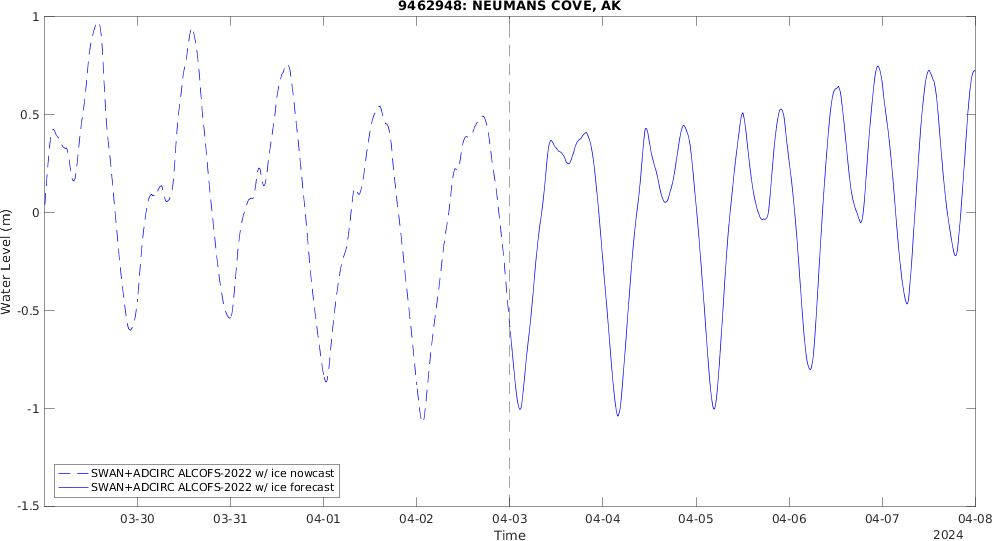 9462948: NEUMANS COVE, AK
Water Level (m)
1
0.5
0
-0.5
-1
-1.5
SWAN+ADCIRC ALCOFS-2022 w/ ice nowcast
SWAN+ADCIRC ALCOFS-2022 w/ ice forecast
03-30 03-31 04-01 04-02 04-03 04-04 04-05 04-06 04-07 04-08
Time
2024